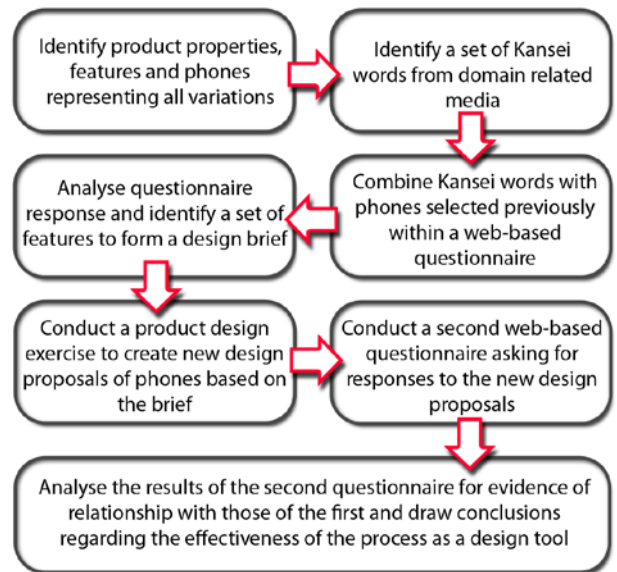 Identify product properties,
features and phones
representing all variations
Identify a set of Kansei
words from domain related
media
Combine Kansei words with
phones selected previously
within a web-based
questionnaire
Analyse questionnaire
response and identify a set of
features to form a design brief
Conduct a product design
exercise to create new design
proposals of phones based on
the brief
Conduct a second web-based
questionnaire asking for
responses to the new design
proposals
Analyse the results of the second questionnaire for evidence of
relationship with those of the first and draw conclusions
regarding the effectiveness of the process as a design tool